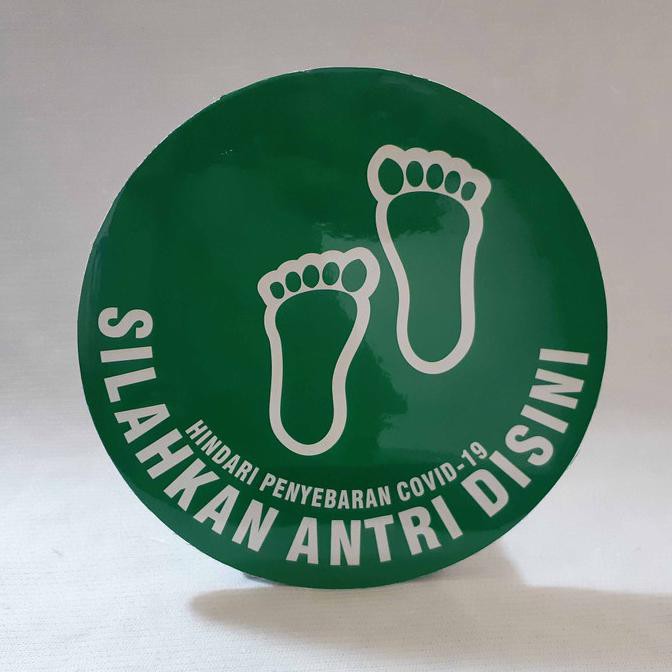 HINDARI PENYEBARAN COVID-19
SILAHKAN ANTRI DISINI